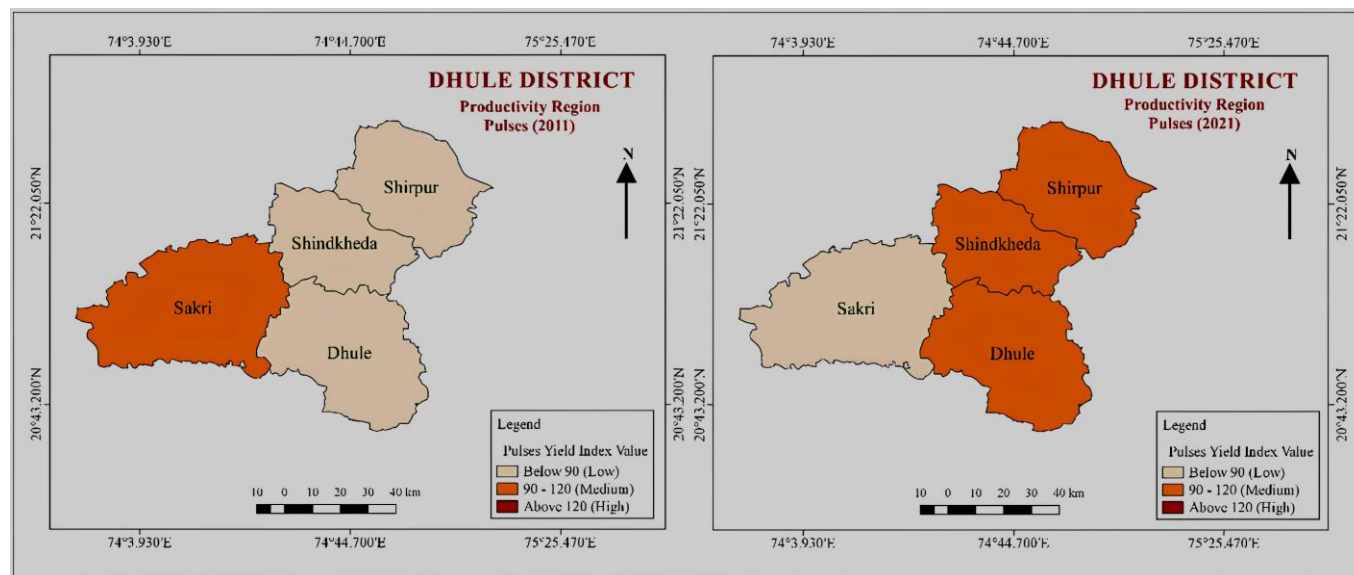 74°3.930'E 74°44.700'E 75°25.470'E
DHULE DISTRICT
Productivity Region
Pulses (2011)
N
21°22.050'N
20°43.200'N
Shirpur
Shindkheda
Sakri
Dhule
Legend
Pulses Yield Index Value
Below 90 (Low)
90 - 120 (Medium)
Above 120 (High)
10 0 10 20 30 40 km
74°3.930'E 74°44.700'E 75°25.470'E
74°3.930'E 74°44.700'E 75°25.470'E
DHULE DISTRICT
Productivity Region
Pulses (2021)
N
21°22.050'N
21°22.050'N
20°43.200'N
20°43.200'N
Shirpur
Shindkheda
Sakri
Dhule
Legend
Pulses Yield Index Value
Below 90 (Low)
90 - 120 (Medium)
Above 120 (High)
10 0 10 20 30 40 km
74°3.930'E 74°44.700'E 75°25.470'E